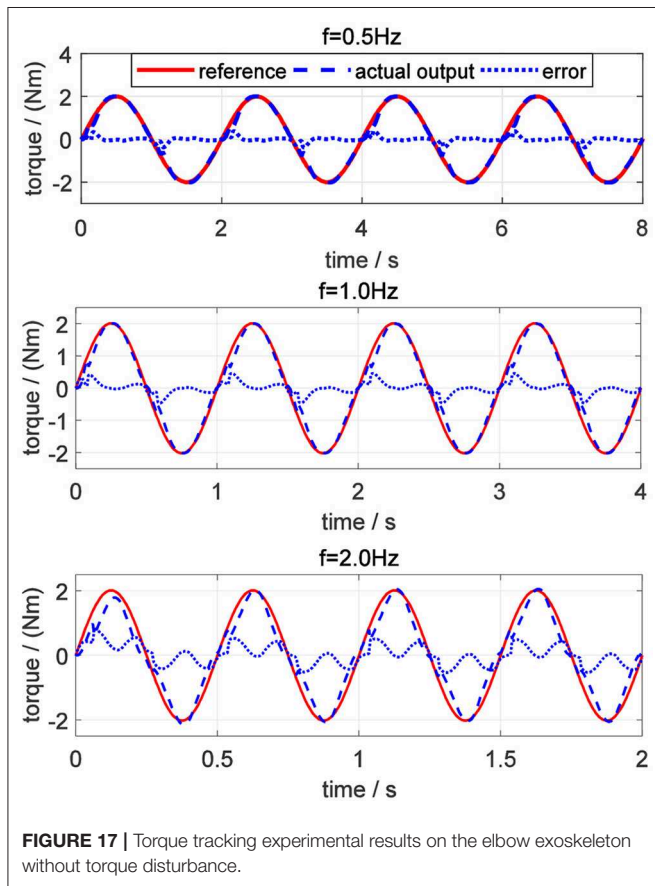 f=0.5Hz
reference actual output error
torque / (Nm)
4
2
0
-2
0 2 4 6 8
time / s
f=1.0Hz
torque / (Nm)
2
1
0
-1
-2
0 1 2 3 4
time / s
f=2.0Hz
torque / (Nm)
2
0
-2
0 0.5 1 1.5 2
time / s
FIGURE 17 | Torque tracking experimental results on the elbow exoskeleton
without torque disturbance.